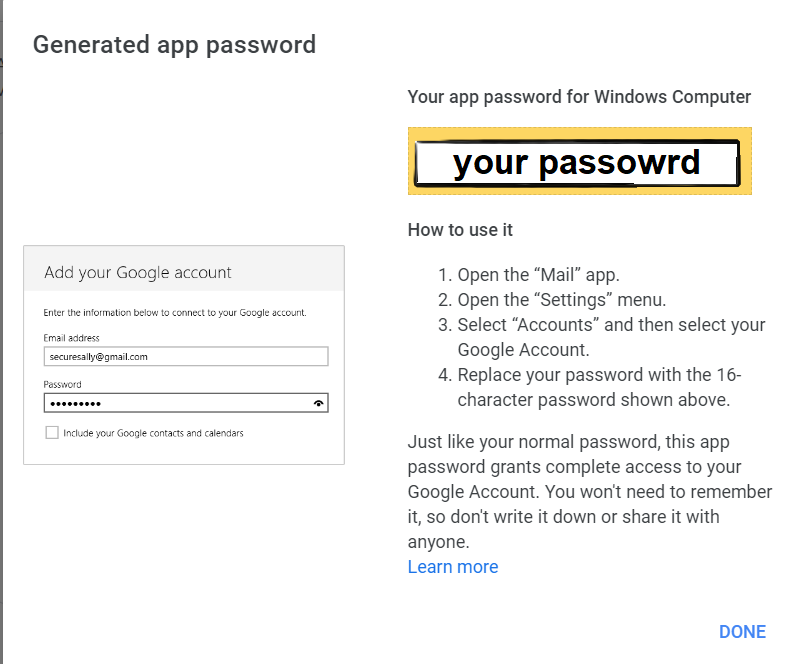 Generated app password
Your app password for Windows Computer
your passowrd
How to use it
1. Open the “Mail” app.
2. Open the “Settings” menu.
3. Select “Accounts” and then select your
Google Account.
4. Replace your password with the 16-
character password shown above.
Just like your normal password, this app
password grants complete access to your
Google Account. You won't need to remember
it, so don't write it down or share it with
anyone.
Learn more
Add your Google account
Enter the information below to connect to your Google account.
Email address
securesally@gmail.com
Password
•••••••••
Include your Google contacts and calendars
DONE